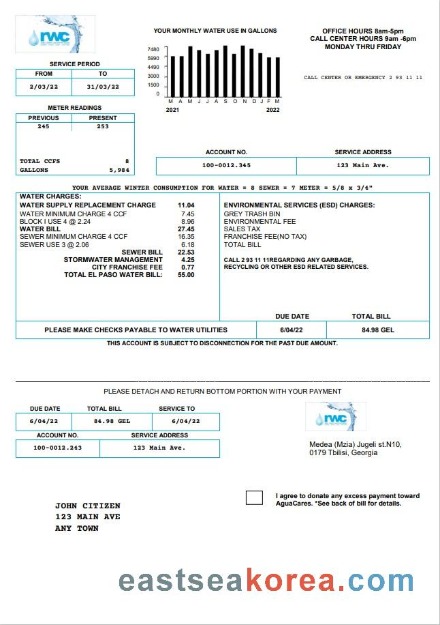 rwc
YOUR MONTHLY WATER USE IN GALLONS
OFFICE HOURS 8am-5pm
CALL CENTER HOURS 9am -6pm
MONDAY THRU FRIDAY
CALL CENTER OR EMERGENCY 2 93 11 11
SERVICE PERIOD
FROM TO
2/03/22 31/03/22
7480
5980
4490
2990
1500
0
M A M J J A S O N D J F M
2021 2022
METER READINGS
PREVIOUS PRESENT
245 253
TOTAL CCFS 8
GALLONS 5,984
ACCOUNT NO. SERVICE ADDRESS
100-0012.345 123 Main Ave.
YOUR AVERAGE WINTER CONSUMPTION FOR WATER = 8 SEWER = 7 METER = 5/8 x 3/4"
WATER CHARGES:
WATER SUPPLY REPLACEMENT CHARGE 11.04
WATER MINIMUM CHARGE 4 CCF 7.45
BLOCK I USE 4 @ 2.24 8.96
WATER BILL 27.45
SEWER MINIMUM CHARGE 4 CCF 16.35
SEWER USE 3 @ 2.06 6.18
SEWER BILL 22.53
STORMWATER MANAGEMENT 4.25
CITY FRANCHISE FEE 0.77
TOTAL EL PASO WATER BILL: 55.00
ENVIRONMENTAL SERVICES (ESD) CHARGES:
GREY TRASH BIN
ENVIRONMENTAL FEE
SALES TAX
FRANCHISE FEE(NO TAX)
TOTAL BILL
CALL 2 93 11 11REGARDING ANY GARBAGE,
RECYCLING OR OTHER ESD RELATED SERVICES.
DUE DATE TOTAL BILL
PLEASE MAKE CHECKS PAYABLE TO WATER UTILITIES 6/04/22 84.98 GEL
THIS ACCOUNT IS SUBJECT TO DISCONNECTION FOR THE PAST DUE AMOUNT.
PLEASE DETACH AND RETURN BOTTOM PORTION WITH YOUR PAYMENT
DUE DATE TOTAL BILL SERVICE TO
6/04/22 84.98 GEL 6/04/22
ACCOUNT NO. SERVICE ADDRESS
100-0012.243 123 Main Ave.
rwc
Medea (Mzia) Jugeli st.N10,
0179 Tbilisi, Georgia
I agree to donate any excess payment toward
AguaCares. *See back of bill for details.
JOHN CITIZEN
123 MAIN AVE
ANY TOWN
eastseakorea.com